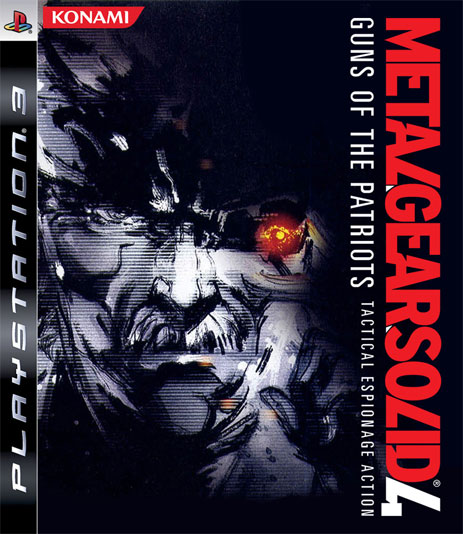 KONAMI
PLAYSTATION 3
METAL GEAR SOLID 4
®
GUNS OF THE PATRIOTS TACTICAL ESPIONAGE ACTION